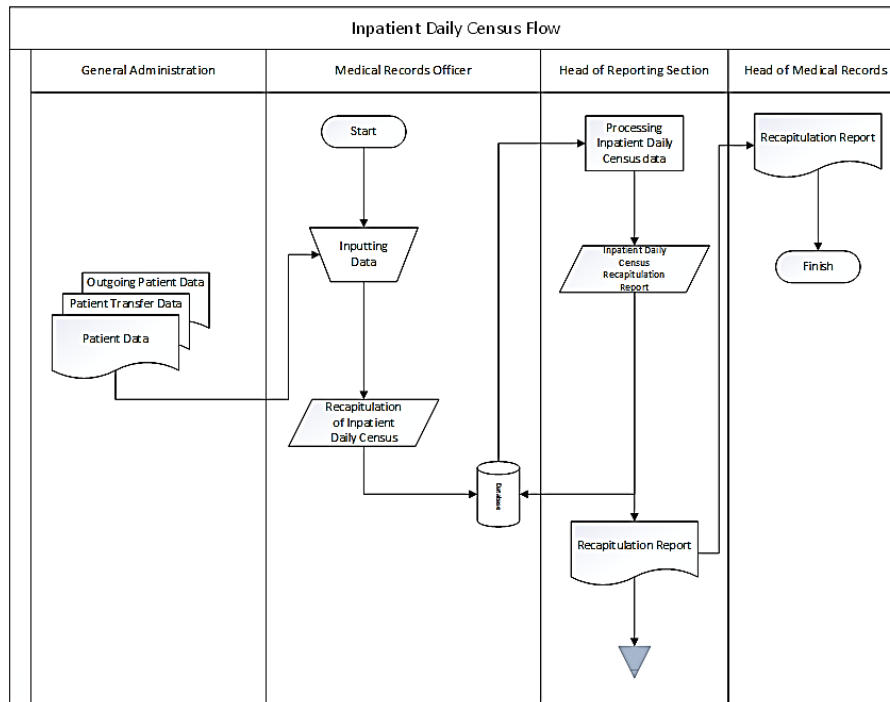 Inpatient Daily Census Flow
General Administration
Medical Records Officer
Head of Reporting Section
Head of Medical Records
Start
Processing
Inpatient Daily
Census data
Recapitulation Report
Inputting
Data
Inpatient Daily
Census
Recapitulation
Report
Finish
Outgoing Patient Data
Patient Transfer Data
Patient Data
Recapitulation
of Inpatient
Daily Census
Database
Recapitulation Report